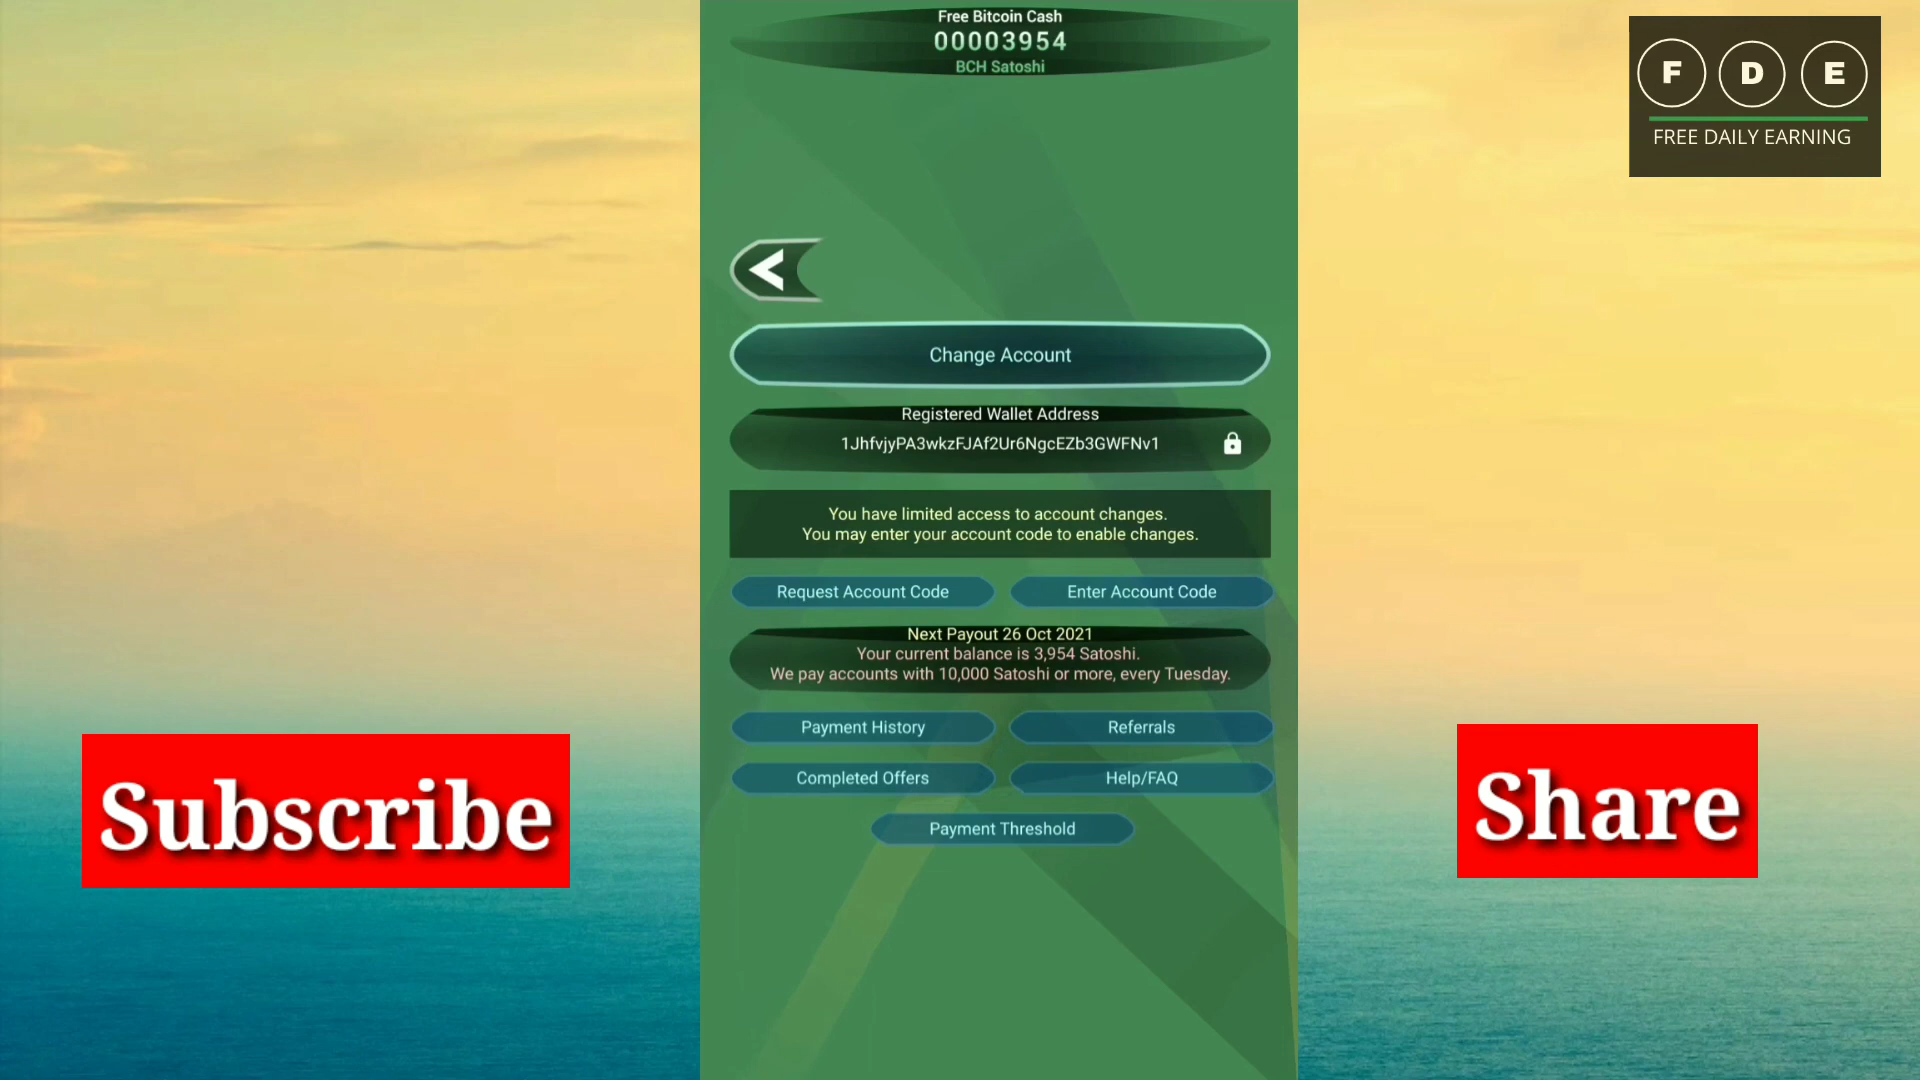 Free Bitcoin Cash
00003954
BCH Satoshi
F D E
FREE DAILY EARNING
Change Account
Registered Wallet Address
1JhfvjyPA3wkzFJAf2Ur6NgcEZb3GWFNv1
You have limited access to account changes.
You may enter your account code to enable changes.
Request Account Code
Enter Account Code
Next Payout 26 Oct 2021
Your current balance is 3,954 Satoshi.
We pay accounts with 10,000 Satoshi or more, every Tuesday.
Payment History
Referrals
Completed Offers
Help/FAQ
Payment Threshold
Subscribe
Share